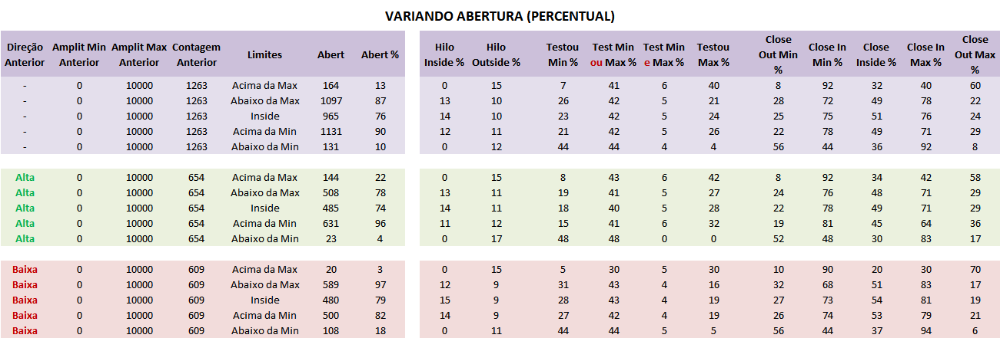 VARIANDO ABERTURA (PERCENTUAL)
Direção Anterior Amplit Min Anterior Amplit Max Anterior Contagem Anterior Limites Abert Abert % Hilo Inside % Hilo Outside % Testou Min % Test Min ou Max % Test Min e Max % Testou Max % Close Out Min % Close In Min % Close Inside % Close In Max % Close Out Max %
- 0 10000 1263 Acima da Max 164 13 0 15 7 41 6 40 8 92 32 40 60
- 0 10000 1263 Abaixo da Max 1097 87 13 10 26 42 5 21 28 72 49 78 22
- 0 10000 1263 Inside 965 76 14 10 23 42 5 24 25 75 51 76 24
- 0 10000 1263 Acima da Min 1131 90 12 11 21 42 5 26 22 78 49 71 29
- 0 10000 1263 Abaixo da Min 131 10 0 12 44 44 4 4 56 44 36 92 8
Alta 0 10000 654 Acima da Max 144 22 0 15 8 43 6 42 8 92 34 42 58
Alta 0 10000 654 Abaixo da Max 508 78 13 11 19 41 5 27 24 76 48 71 29
Alta 0 10000 654 Inside 485 74 14 11 18 40 5 28 22 78 49 71 29
Alta 0 10000 654 Acima da Min 631 96 11 12 15 41 6 32 19 81 45 64 36
Alta 0 10000 654 Abaixo da Min 23 4 0 17 48 48 0 0 52 48 30 83 17
Baixa 0 10000 609 Acima da Max 20 3 0 15 5 30 5 30 10 90 20 30 70
Baixa 0 10000 609 Abaixo da Max 589 97 12 9 31 43 4 16 32 68 51 83 17
Baixa 0 10000 609 Inside 480 79 15 9 28 43 4 19 27 73 54 81 19
Baixa 0 10000 609 Acima da Min 500 82 14 9 27 42 4 19 26 74 53 79 21
Baixa 0 10000 609 Abaixo da Min 108 18 0 11 44 44 5 5 56 44 37 94 6